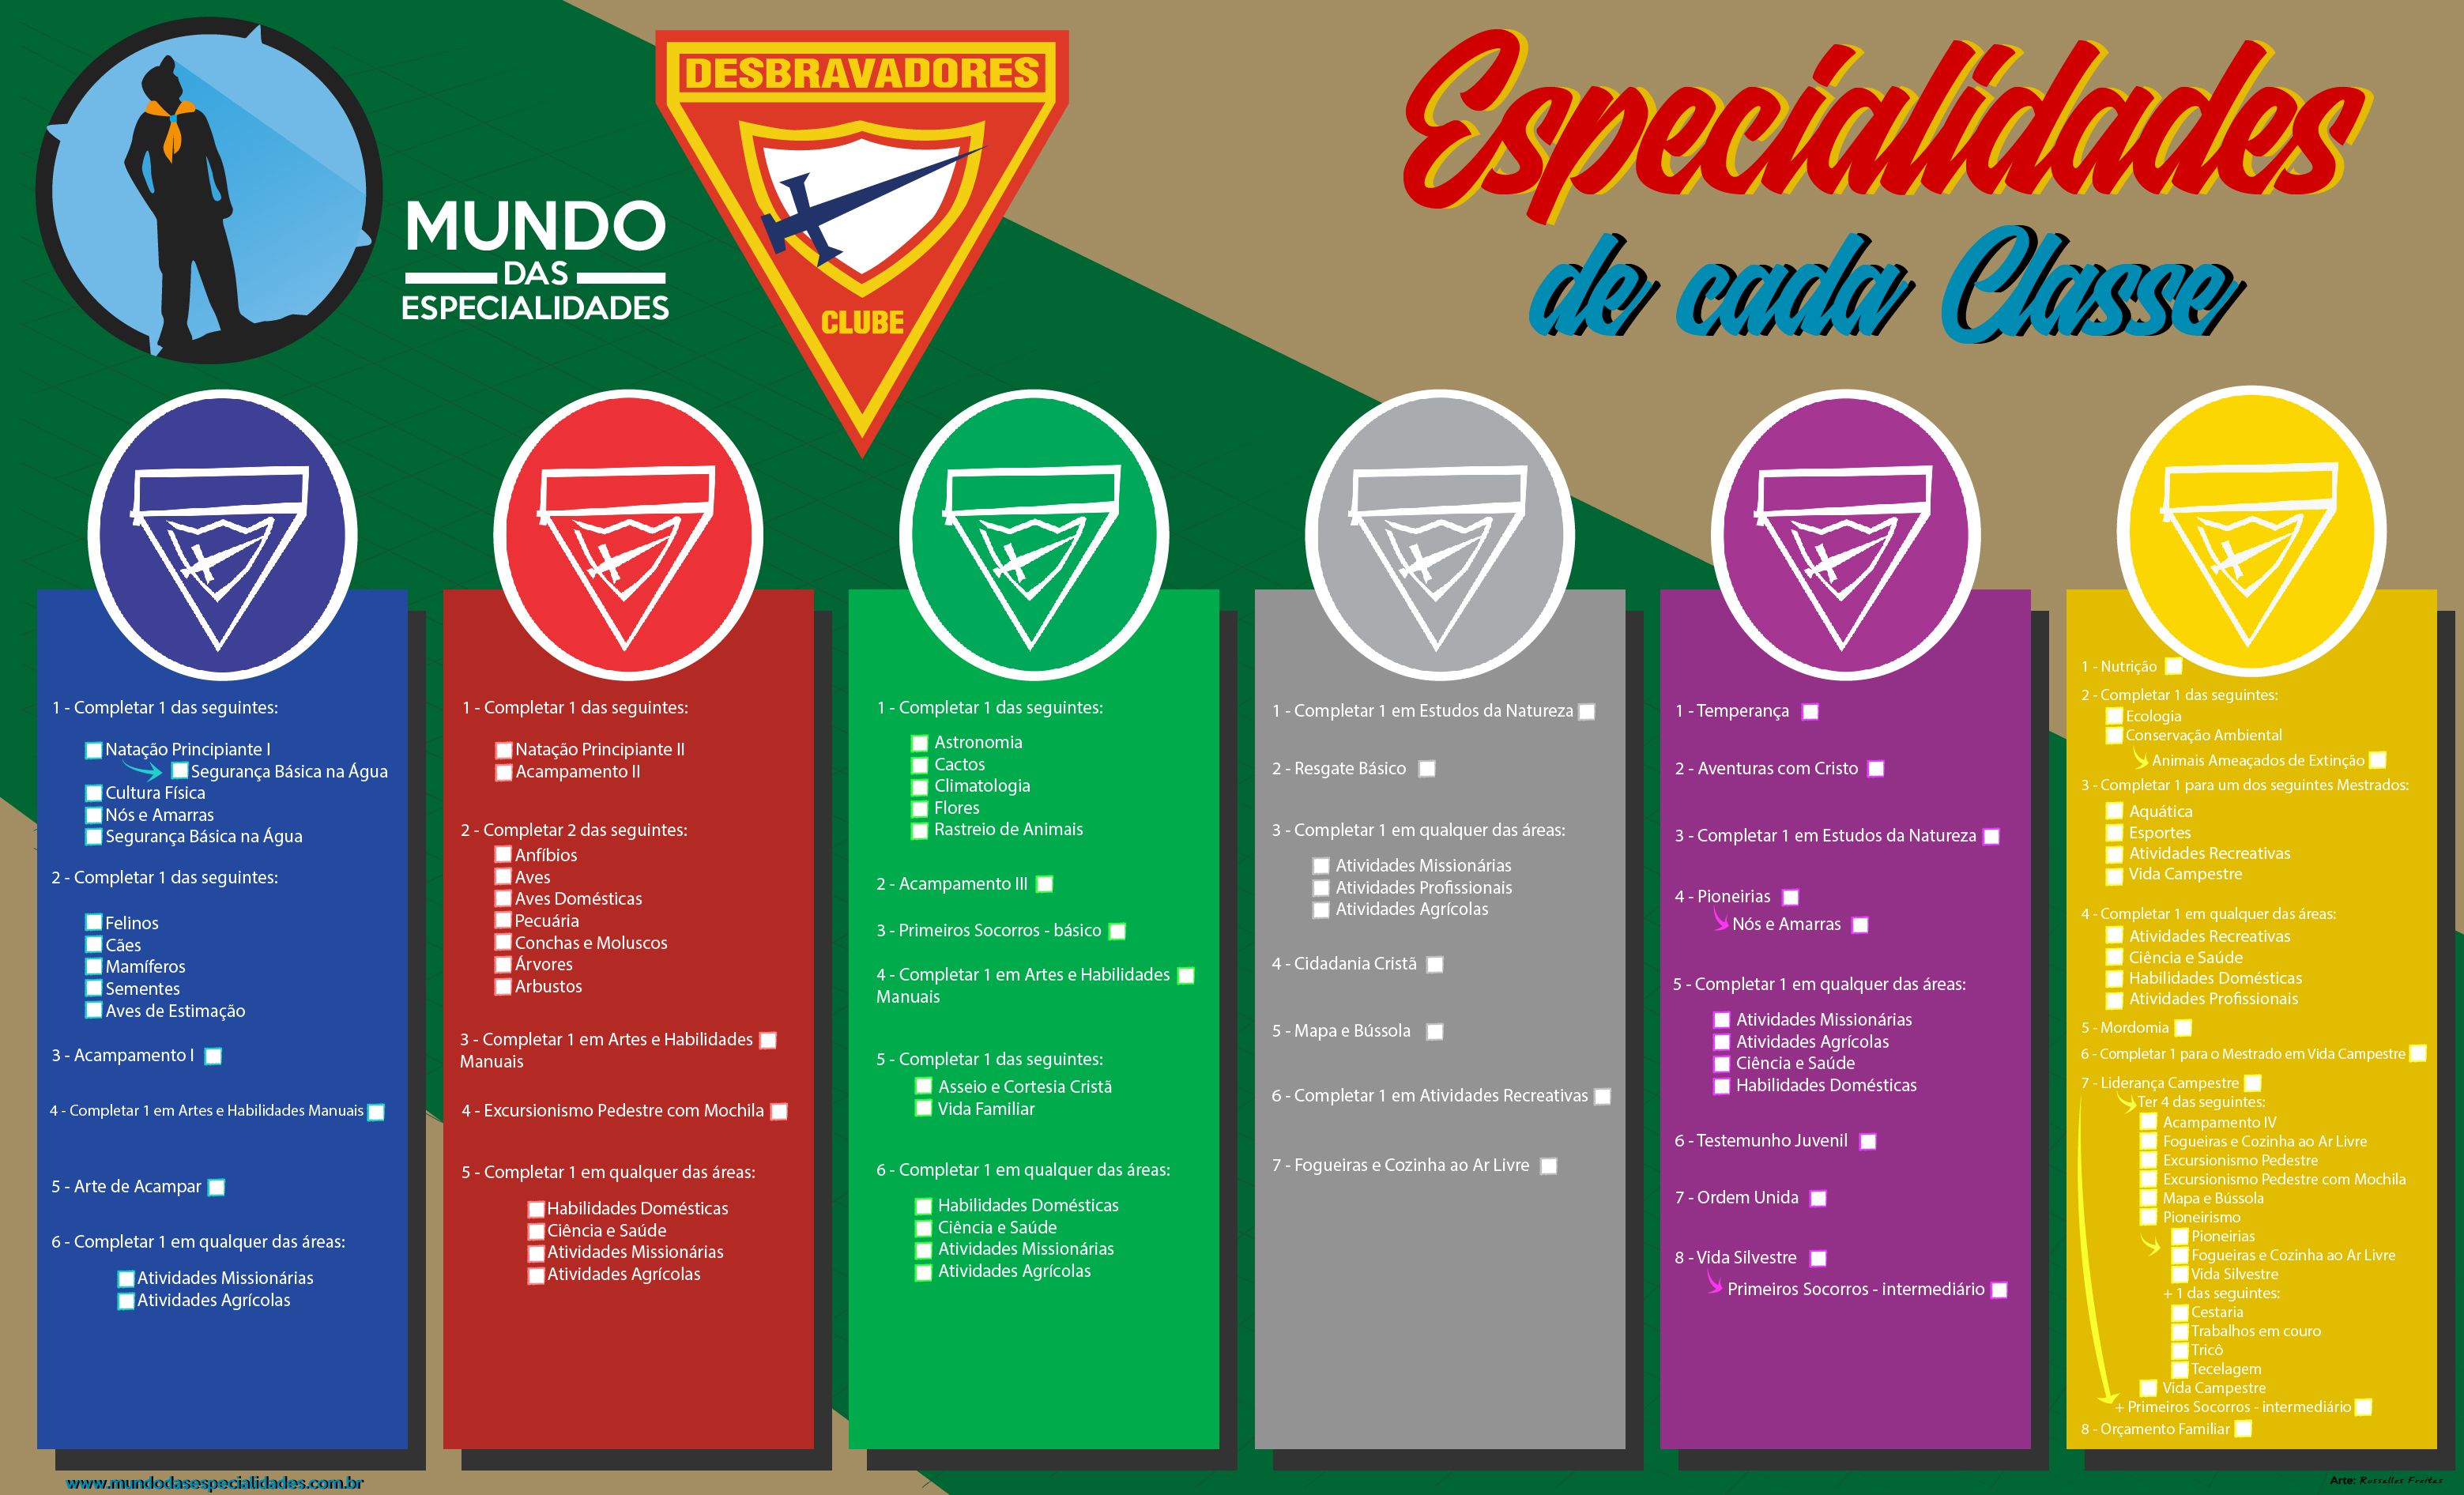 DESBRAVADORES
CLUBE
MUNDO
DAS
ESPECIALIDADES
Especialidades
de cada Classe
1 - Completar 1 das seguintes:
Natação Principiante I
Segurança Básica na Água
Cultura Física
Nós e Amarras
Segurança Básica na Água
2 - Completar 1 das seguintes:
Felinos
Cães
Mamíferos
Sementes
Aves de Estimação
3 - Acampamento I
4 - Completar 1 em Artes e Habilidades Manuais
5 - Arte de Acampar
6 - Completar 1 em qualquer das áreas:
Atividades Missionárias
Atividades Agrícolas
1 - Completar 1 das seguintes:
Natação Principiante II
Acampamento II
2 - Completar 2 das seguintes:
Anfíbios
Aves
Aves Domésticas
Pecuária
Conchas e Moluscos
Árvores
Arbustos
3 - Completar 1 em Artes e Habilidades
Manuais
4 - Excursionismo Pedestre com Mochila
5 - Completar 1 em qualquer das áreas:
Habilidades Domésticas
Ciência e Saúde
Atividades Missionárias
Atividades Agrícolas
1 - Completar 1 das seguintes:
Astronomia
Cactos
Climatologia
Flores
Rastreio de Animais
2 - Acampamento III
3 - Primeiros Socorros - básico
4 - Completar 1 em Artes e Habilidades
Manuais
5 - Completar 1 das seguintes:
Asseio e Cortesia Cristã
Vida Familiar
6 - Completar 1 em qualquer das áreas:
Habilidades Domésticas
Ciência e Saúde
Atividades Missionárias
Atividades Agrícolas
1 - Completar 1 em Estudos da Natureza
2 - Resgate Básico
3 - Completar 1 em qualquer das áreas:
Atividades Missionárias
Atividades Profissionais
Atividades Agrícolas
4 - Cidadania Cristã
5 - Mapa e Bússola
6 - Completar 1 em Atividades Recreativas
7 - Fogueiras e Cozinha ao Ar Livre
1 - Temperança
2 - Aventuras com Cristo
3 - Completar 1 em Estudos da Natureza
4 - Pioneirias
Nós e Amarras
5 - Completar 1 em qualquer das áreas:
Atividades Missionárias
Atividades Agrícolas
Ciência e Saúde
Habilidades Domésticas
6 - Testemunho Juvenil
7 - Ordem Unida
8 - Vida Silvestre
Primeiros Socorros - intermediário
1 - Nutrição
2 - Completar 1 das seguintes:
Ecologia
Conservação Ambiental
Animais Ameaçados de Extinção
3 - Completar 1 para um dos seguintes Mestrados:
Aquática
Esportes
Atividades Recreativas
Vida Campestre
4 - Completar 1 em qualquer das áreas:
Atividades Recreativas
Ciência e Saúde
Habilidades Domésticas
Atividades Profissionais
5 - Mordomia
6 - Completar 1 para o Mestrado em Vida Campestre
7 - Liderança Campestre
Ter 4 das seguintes:
Acampamento IV
Fogueiras e Cozinha ao Ar Livre
Excursionismo Pedestre
Excursionismo Pedestre com Mochila
Mapa e Bússola
Pioneirismo
Pioneirias
Fogueiras e Cozinha ao Ar Livre
Vida Silvestre
+ 1 das seguintes:
Cestaria
Trabalhos em couro
Tricô
Tecelagem
Vida Campestre
+ Primeiros Socorros - intermediário
8 - Orçamento Familiar
www.mundodasespecialidades.com.br
Arte: Russelles Freitas